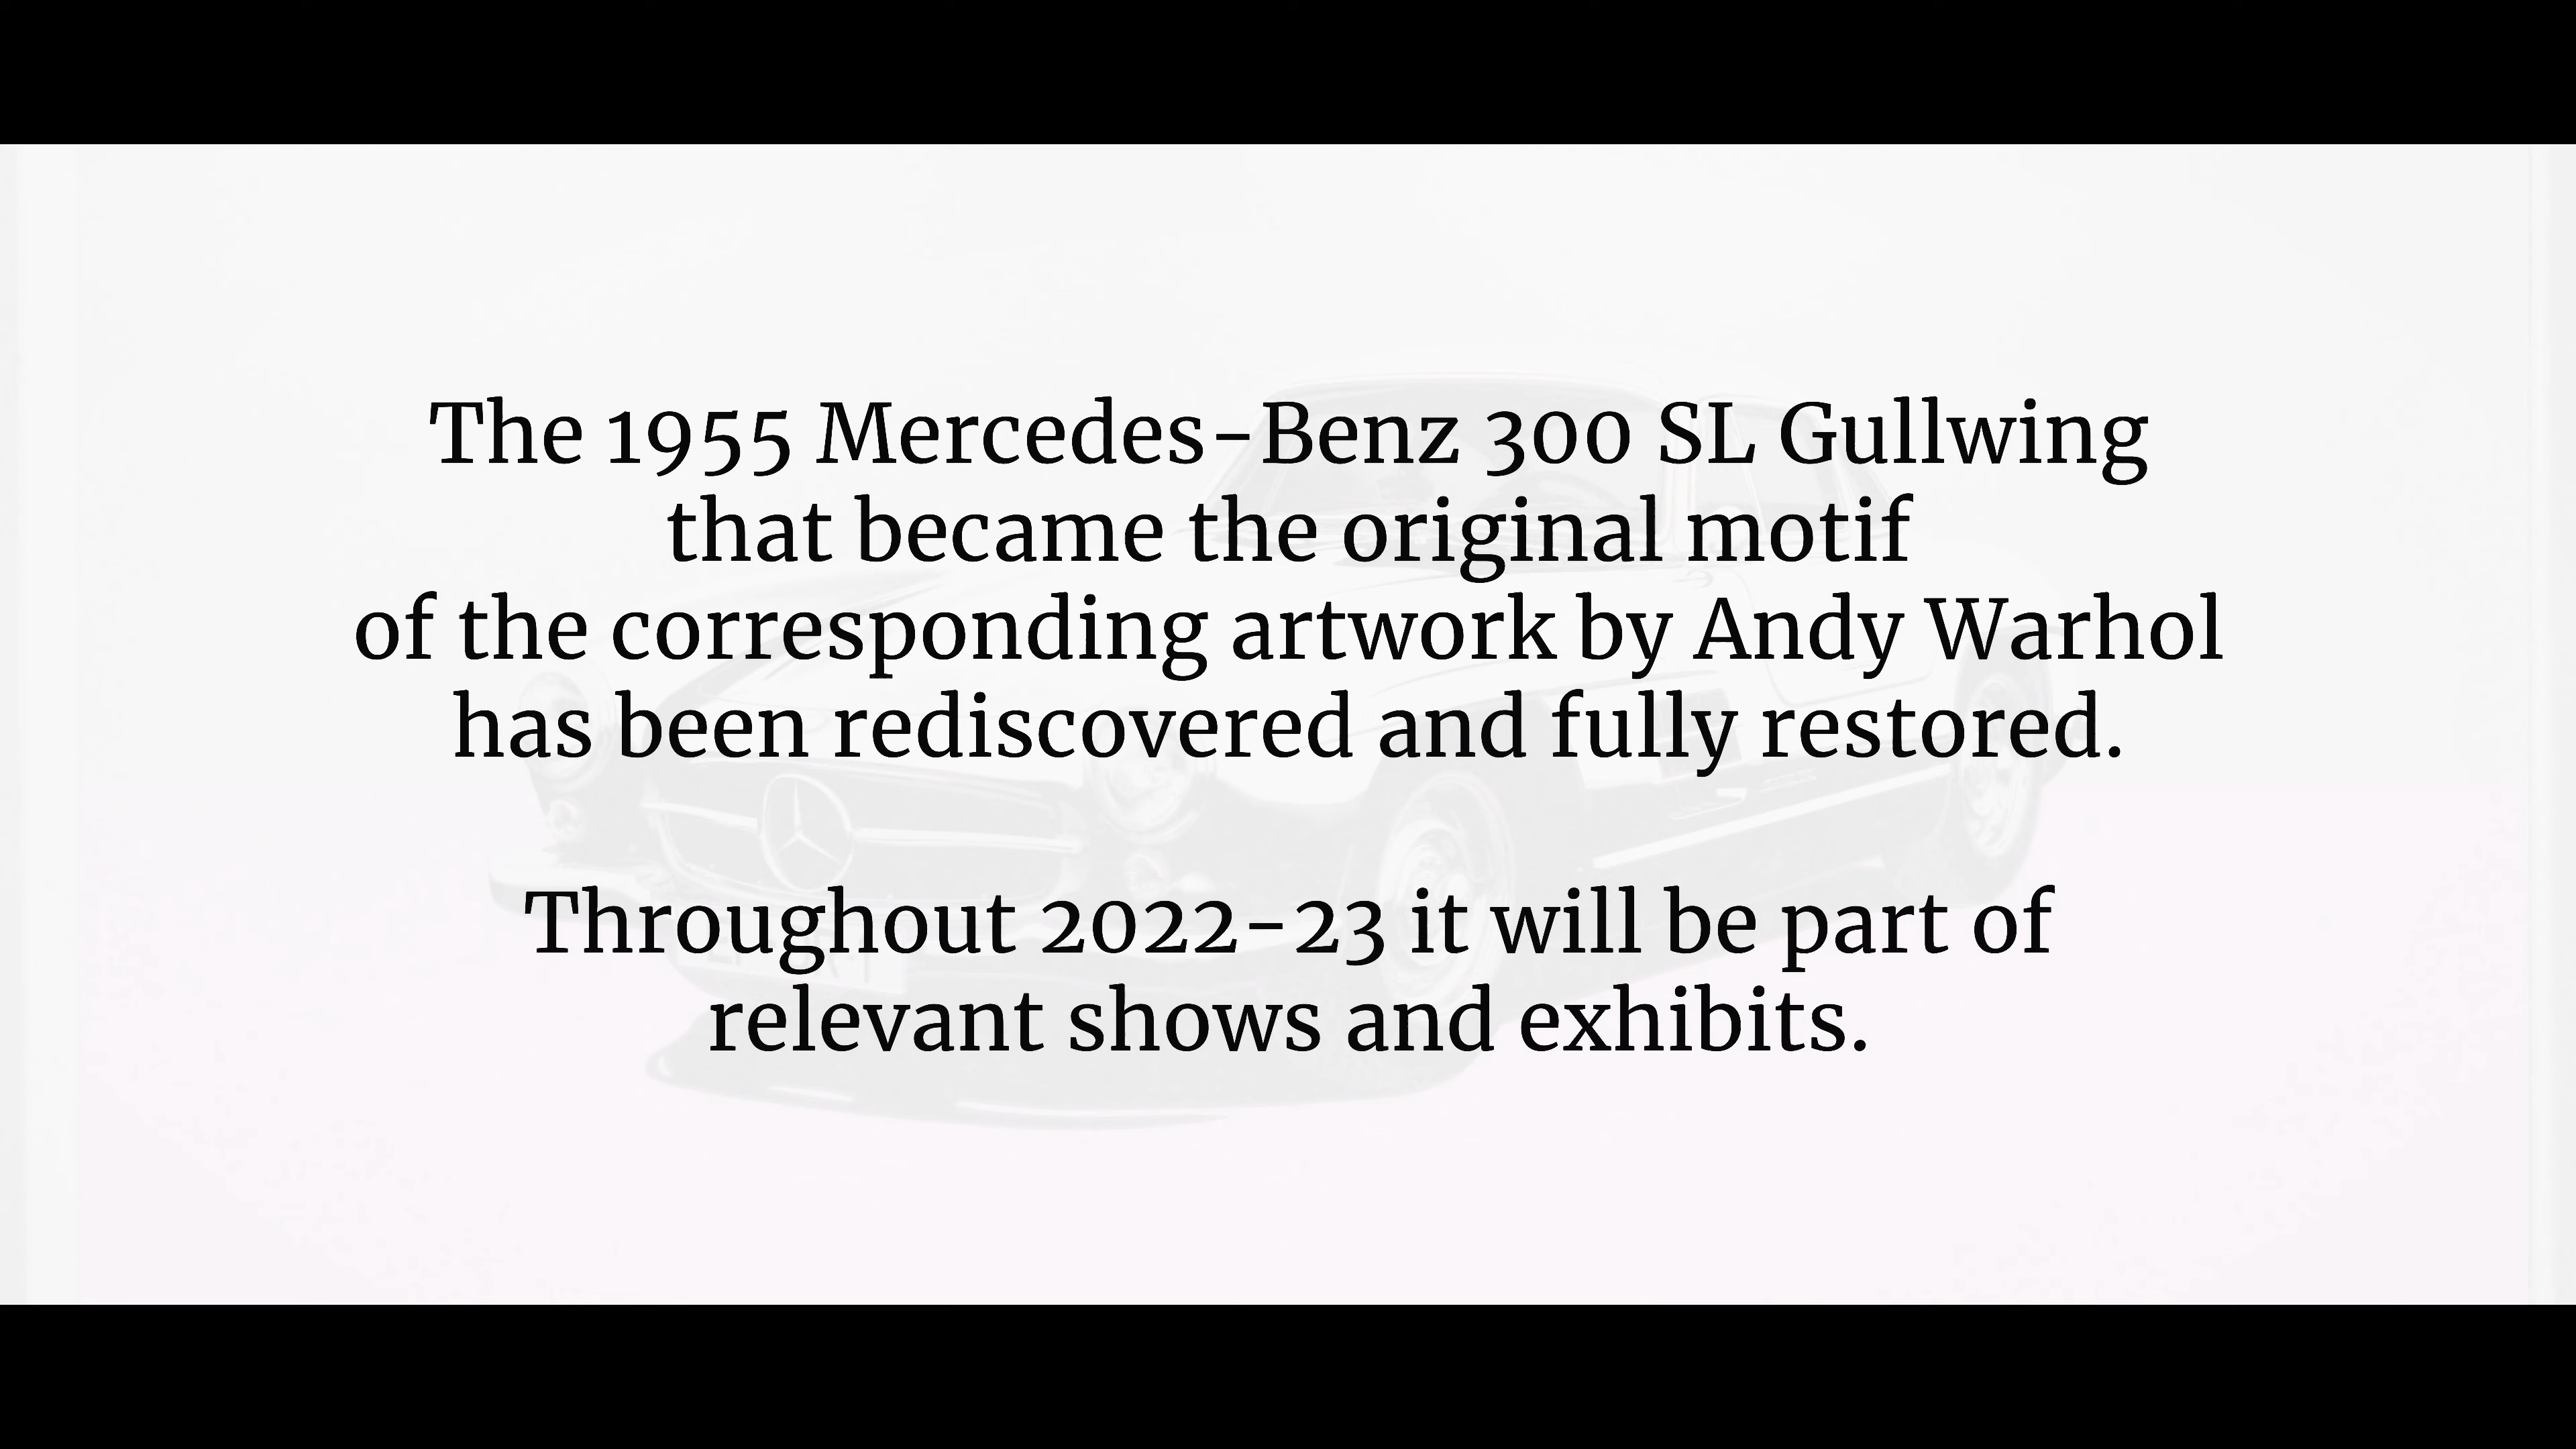 The 1955 Mercedes-Benz 300 SL Gullwing
that became the original motif
of the corresponding artwork by Andy Warhol
has been rediscovered and fully restored.
Throughout 2022-23 it will be part of
relevant shows and exhibits.